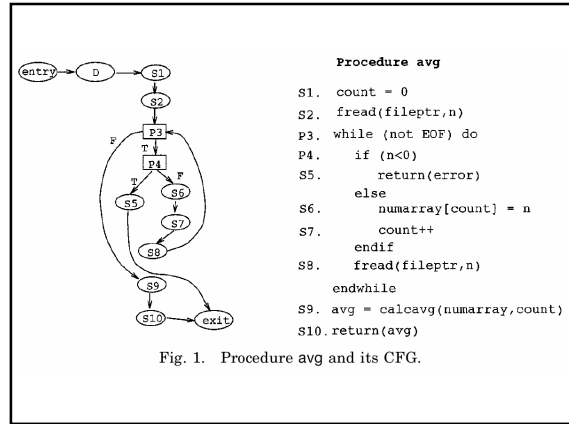 Procedure avg
S1. count = 0
S2. fread(fileptr,n)
P3. while (not EOF) do
P4. if (n<0)
S5. return(error)
else
S6. numarray[count] = n
S7. count++
endif
S8. fread(fileptr,n)
endwhile
S9. avg = calcavg(numarray,count)
S10. return(avg)
entry
D
S1
S2
F
P3
T
P4
T
F
S5
S6
S7
S8
S9
S10
exit
Fig. 1. Procedure avg and its CFG.